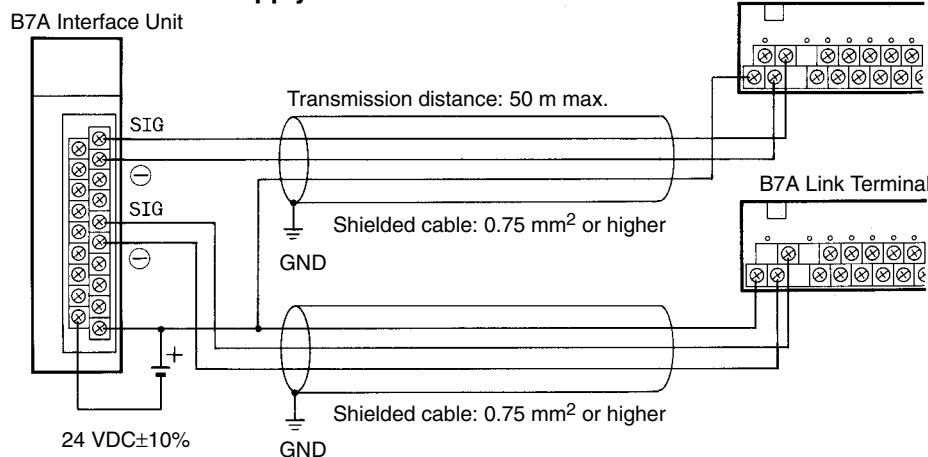 supply
B7A Interface Unit
Transmission distance: 50 m max.
SIG
⊖
B7A Link Terminal
SIG
Shielded cable: 0.75 mm² or higher
GND
⊖
+
Shielded cable: 0.75 mm² or higher
24 VDC±10%
GND